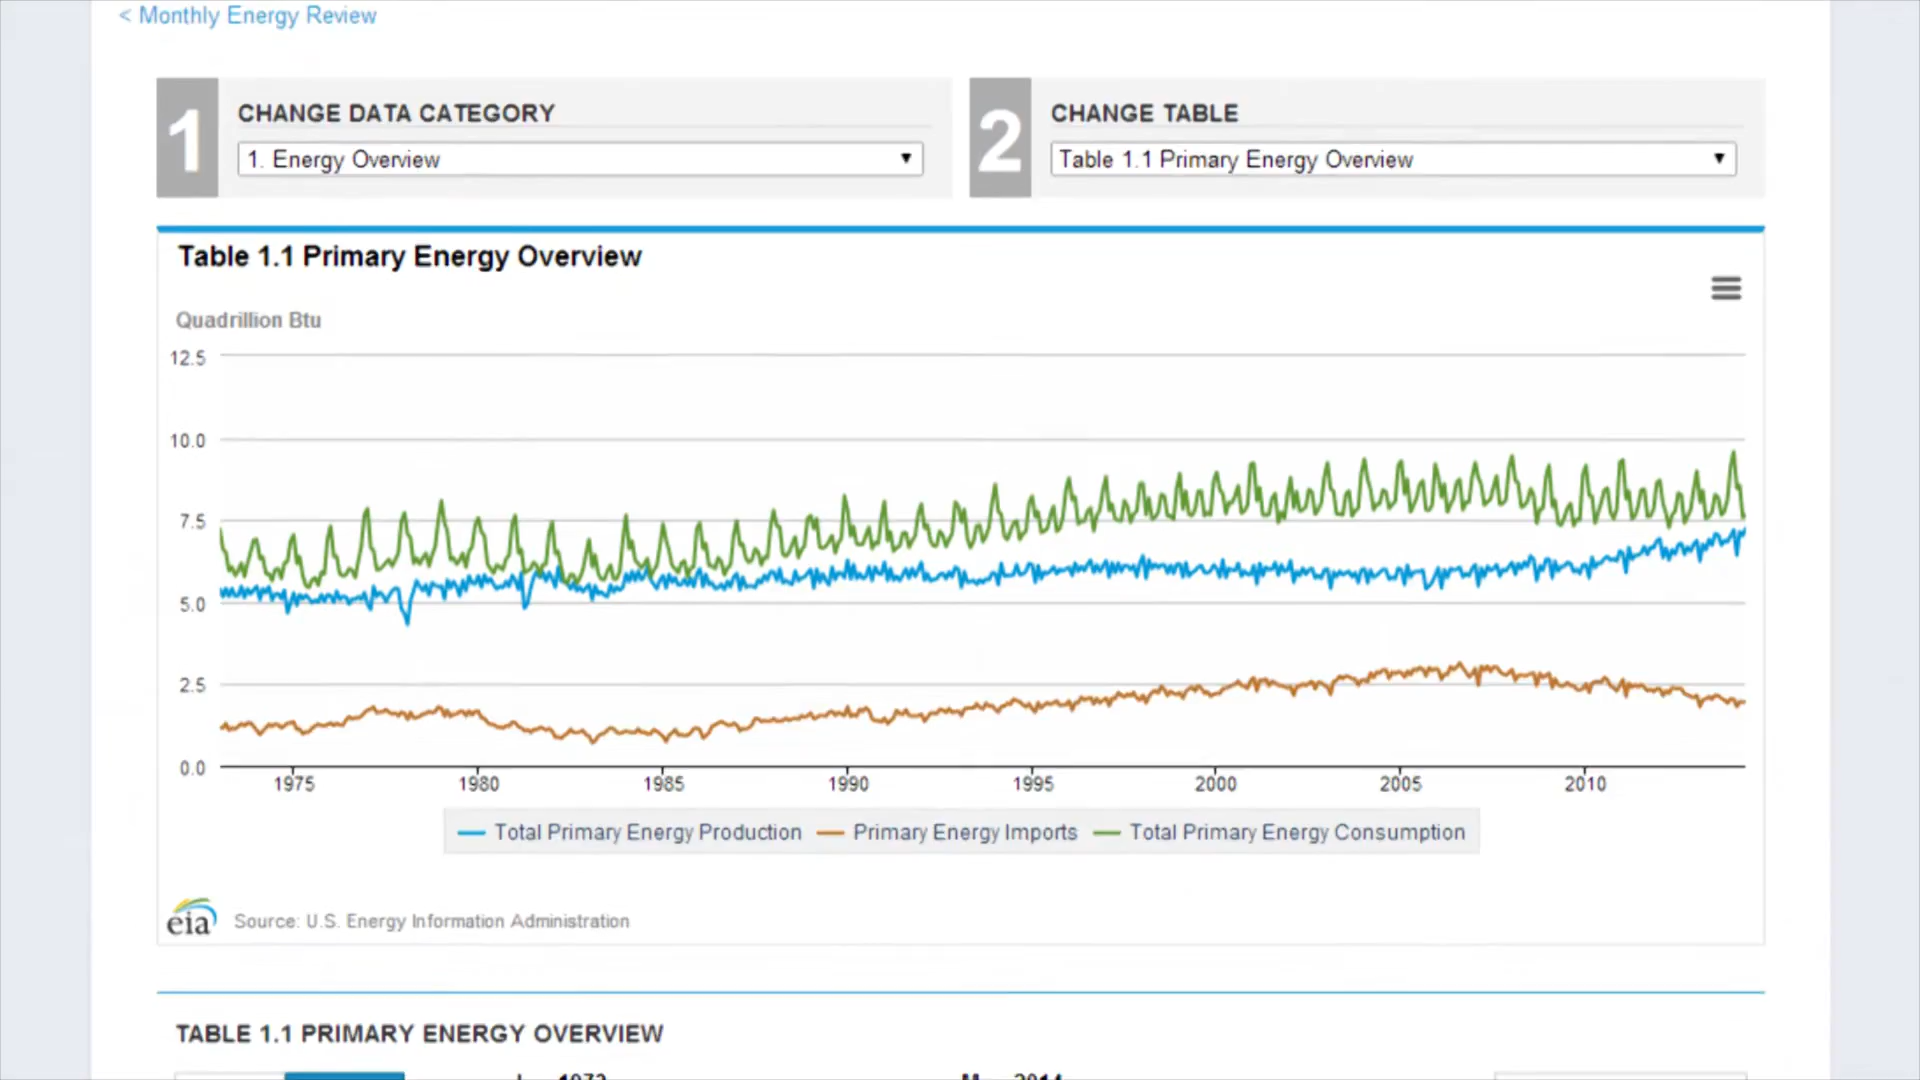 < Monthly Energy Review
1 CHANGE DATA CATEGORY
1. Energy Overview
2 CHANGE TABLE
Table 1.1 Primary Energy Overview
Table 1.1 Primary Energy Overview
Quadrillion Btu
12.5
10.0
7.5
5.0
2.5
0.0
1975 1980 1985 1990 1995 2000 2005 2010
Total Primary Energy Production Primary Energy Imports Total Primary Energy Consumption
eia Source: U.S. Energy Information Administration
TABLE 1.1 PRIMARY ENERGY OVERVIEW